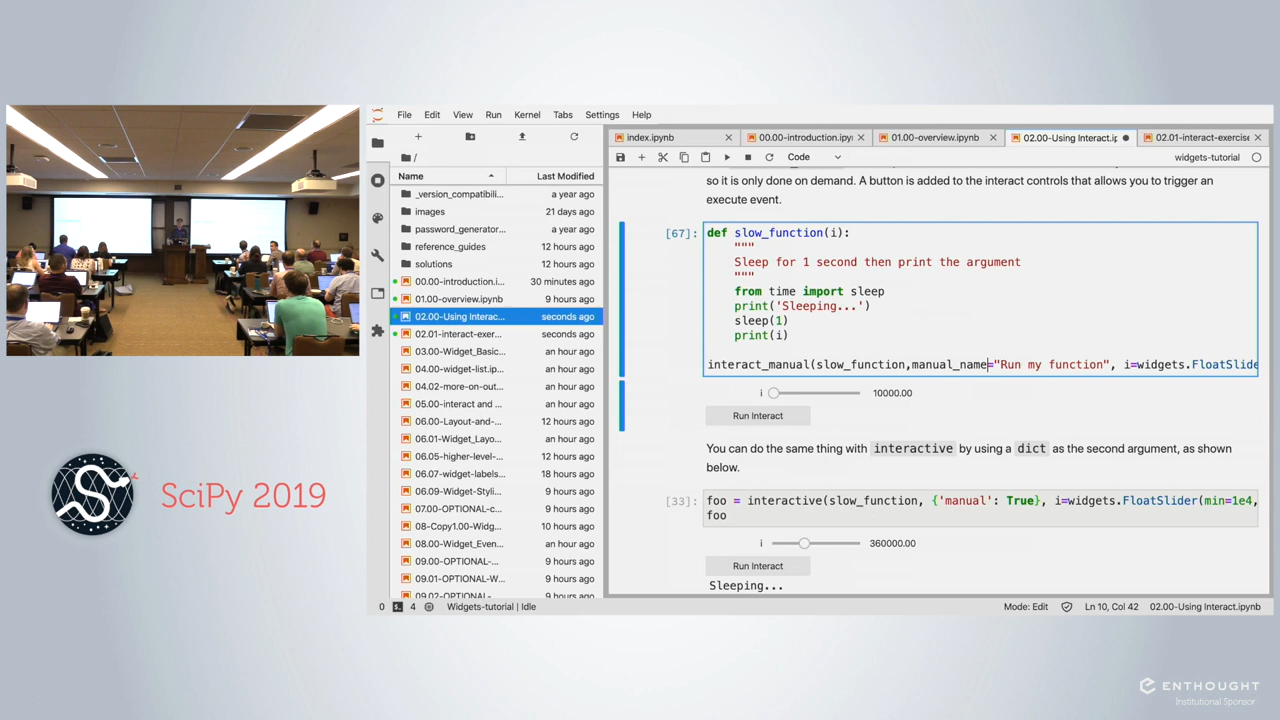 File Edit View Run Kernel Tabs Settings Help
/
Name Last Modified
_version_compatibili... a year ago
images 21 days ago
password_generator... a year ago
reference_guides 12 hours ago
solutions 12 hours ago
00.00-introduction.i... 30 minutes ago
01.00-overview.ipynb 9 hours ago
02.00-Using Interac... seconds ago
02.01-interact-exer... seconds ago
03.00-Widget_Basic... an hour ago
04.00-widget-list.ip... an hour ago
04.02-more-on-out... an hour ago
05.00-interact and ... an hour ago
06.00-Layout-and-... 12 hours ago
06.01-Widget_Layo... an hour ago
06.05-higher-level-... 12 hours ago
06.07-widget-labels... 18 hours ago
06.09-Widget-Styli... an hour ago
07.00-OPTIONAL-c... 9 hours ago
08-Copy1.00-Widg... 10 hours ago
08.00-Widget_Even... an hour ago
09.00-OPTIONAL-... 9 hours ago
09.01-OPTIONAL-W... 9 hours ago
09.02-OPTIONAL-... 9 hours ago
index.ipynb 00.00-introduction.ipyn 01.00-overview.ipynb 02.00-Using Interact.ip 02.01-interact-exercise
Code widgets-tutorial
so it is only done on demand. A button is added to the interact controls that allows you to trigger an
execute event.
[67]: def slow_function(i):
"""
Sleep for 1 second then print the argument
"""
from time import sleep
print('Sleeping...')
sleep(1)
print(i)
interact_manual(slow_function,manual_name="Run my function", i=widgets.FloatSlide
i 10000.00
Run Interact
You can do the same thing with interactive by using a dict as the second argument, as shown
below.
[33]: foo = interactive(slow_function, {'manual': True}, i=widgets.FloatSlider(min=1e4,
foo
i 360000.00
Run Interact
Sleeping...
0 4 Widgets-tutorial | Idle Mode: Edit Ln 10, Col 42 02.00-Using Interact.ipynb
SciPy 2019
ENTHOUGHT
Institutional Sponsor